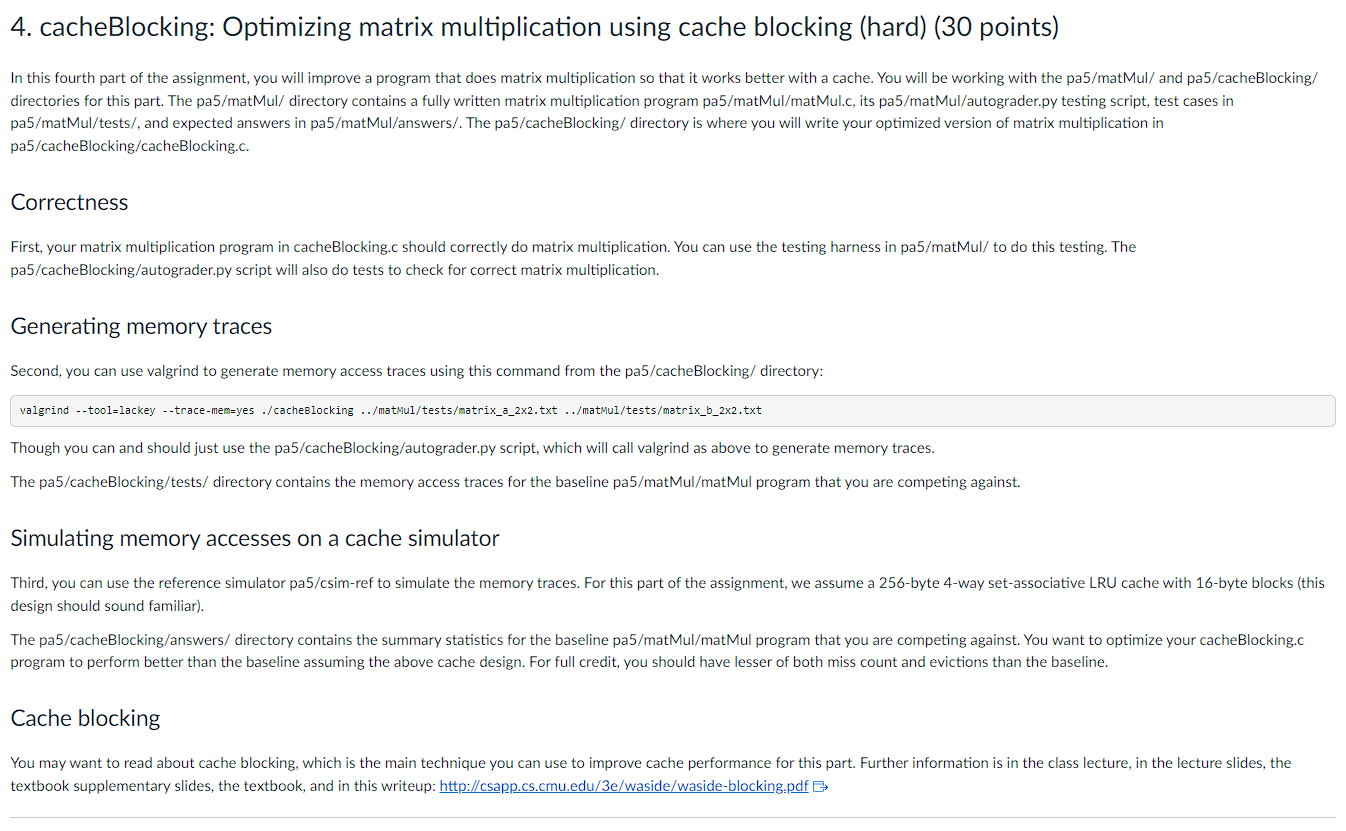 4. cacheBlocking: Optimizing matrix multiplication using cache blocking (hard) (30 points)
In this fourth part of the assignment, you will improve a program that does matrix multiplication so that it works better with a cache. You will be working with the pa5/matMul/ and pa5/cacheBlocking/
directories for this part. The pa5/matMul/ directory contains a fully written matrix multiplication program pa5/matMul/matMul.c, its pa5/matMul/autograder.py testing script, test cases in
pa5/matMul/tests/, and expected answers in pa5/matMul/answers/. The pa5/cacheBlocking/ directory is where you will write your optimized version of matrix multiplication in
pa5/cacheBlocking/cacheBlocking.c.
Correctness
First, your matrix multiplication program in cacheBlocking.c should correctly do matrix multiplication. You can use the testing harness in pa5/matMul/ to do this testing. The
pa5/cacheBlocking/autograder.py script will also do tests to check for correct matrix multiplication.
Generating memory traces
Second, you can use valgrind to generate memory access traces using this command from the pa5/cacheBlocking/ directory:
valgrind --tool=lackey --trace-mem=yes ./cacheBlocking ../matMul/tests/matrix_a_2x2.txt ../matMul/tests/matrix_b_2x2.txt
Though you can and should just use the pa5/cacheBlocking/autograder.py script, which will call valgrind as above to generate memory traces.
The pa5/cacheBlocking/tests/ directory contains the memory access traces for the baseline pa5/matMul/matMul program that you are competing against.
Simulating memory accesses on a cache simulator
Third, you can use the reference simulator pa5/csim-ref to simulate the memory traces. For this part of the assignment, we assume a 256-byte 4-way set-associative LRU cache with 16-byte blocks (this
design should sound familiar).
The pa5/cacheBlocking/answers/ directory contains the summary statistics for the baseline pa5/matMul/matMul program that you are competing against. You want to optimize your cacheBlocking.c
program to perform better than the baseline assuming the above cache design. For full credit, you should have lesser of both miss count and evictions than the baseline.
Cache blocking
You may want to read about cache blocking, which is the main technique you can use to improve cache performance for this part. Further information is in the class lecture, in the lecture slides, the
textbook supplementary slides, the textbook, and in this writeup: http://csapp.cs.cmu.edu/3e/waside/waside-blocking.pdf